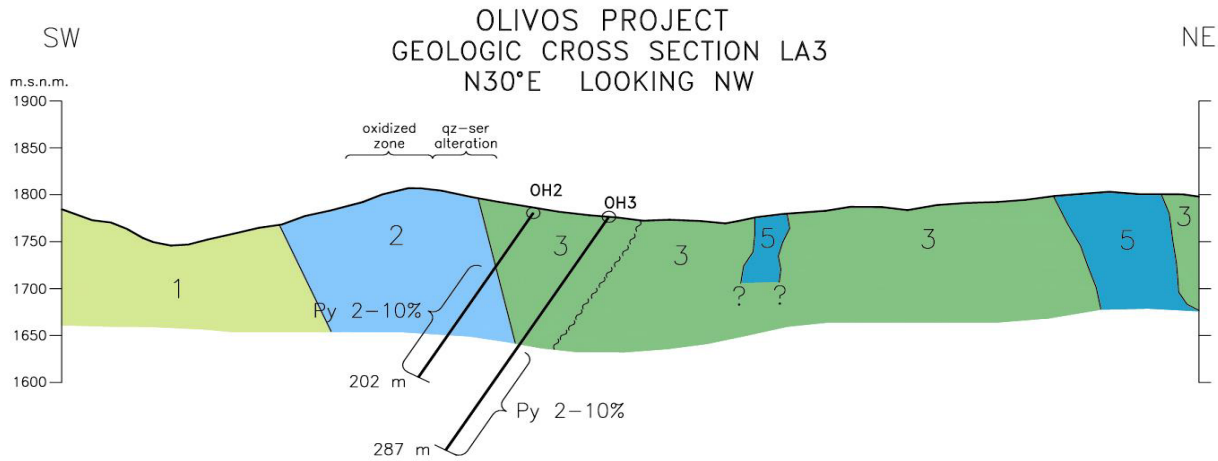 OLIVOS PROJECT
GEOLOGIC CROSS SECTION LA3
N30°E LOOKING NW
SW
NE
m.s.n.m.
1900
1850
1800
1750
1700
1650
1600
oxidized
zone
qz-ser
alteration
OH2
OH3
1
2
3
3
5
3
5
3
? ?
Py 2-10%
202 m
Py 2-10%
287 m